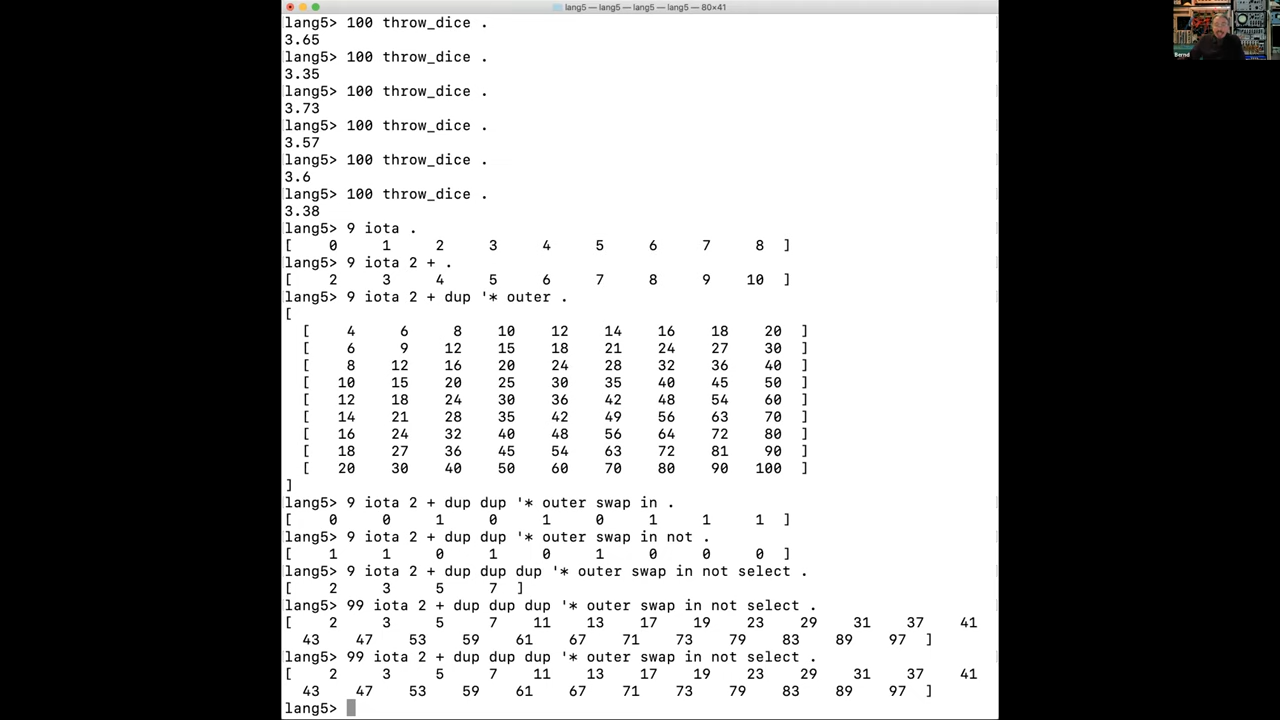 lang5 — lang5 — lang5 — lang5 — 80×41
lang5> 100 throw_dice .
3.65
lang5> 100 throw_dice .
3.35
lang5> 100 throw_dice .
3.73
lang5> 100 throw_dice .
3.57
lang5> 100 throw_dice .
3.6
lang5> 100 throw_dice .
3.38
lang5> 9 iota .
[ 0 1 2 3 4 5 6 7 8 ]
lang5> 9 iota 2 + .
[ 2 3 4 5 6 7 8 9 10 ]
lang5> 9 iota 2 + dup '* outer .
[
[ 4 6 8 10 12 14 16 18 20 ]
[ 6 9 12 15 18 21 24 27 30 ]
[ 8 12 16 20 24 28 32 36 40 ]
[ 10 15 20 25 30 35 40 45 50 ]
[ 12 18 24 30 36 42 48 54 60 ]
[ 14 21 28 35 42 49 56 63 70 ]
[ 16 24 32 40 48 56 64 72 80 ]
[ 18 27 36 45 54 63 72 81 90 ]
[ 20 30 40 50 60 70 80 90 100 ]
]
lang5> 9 iota 2 + dup dup '* outer swap in .
[ 0 0 1 0 1 0 1 1 1 ]
lang5> 9 iota 2 + dup dup '* outer swap in not .
[ 1 1 0 1 0 1 0 0 0 ]
lang5> 9 iota 2 + dup dup dup '* outer swap in not select .
[ 2 3 5 7 ]
lang5> 99 iota 2 + dup dup dup '* outer swap in not select .
[ 2 3 5 7 11 13 17 19 23 29 31 37 41
43 47 53 59 61 67 71 73 79 83 89 97 ]
lang5> 99 iota 2 + dup dup dup '* outer swap in not select .
[ 2 3 5 7 11 13 17 19 23 29 31 37 41
43 47 53 59 61 67 71 73 79 83 89 97 ]
lang5>
Bernd